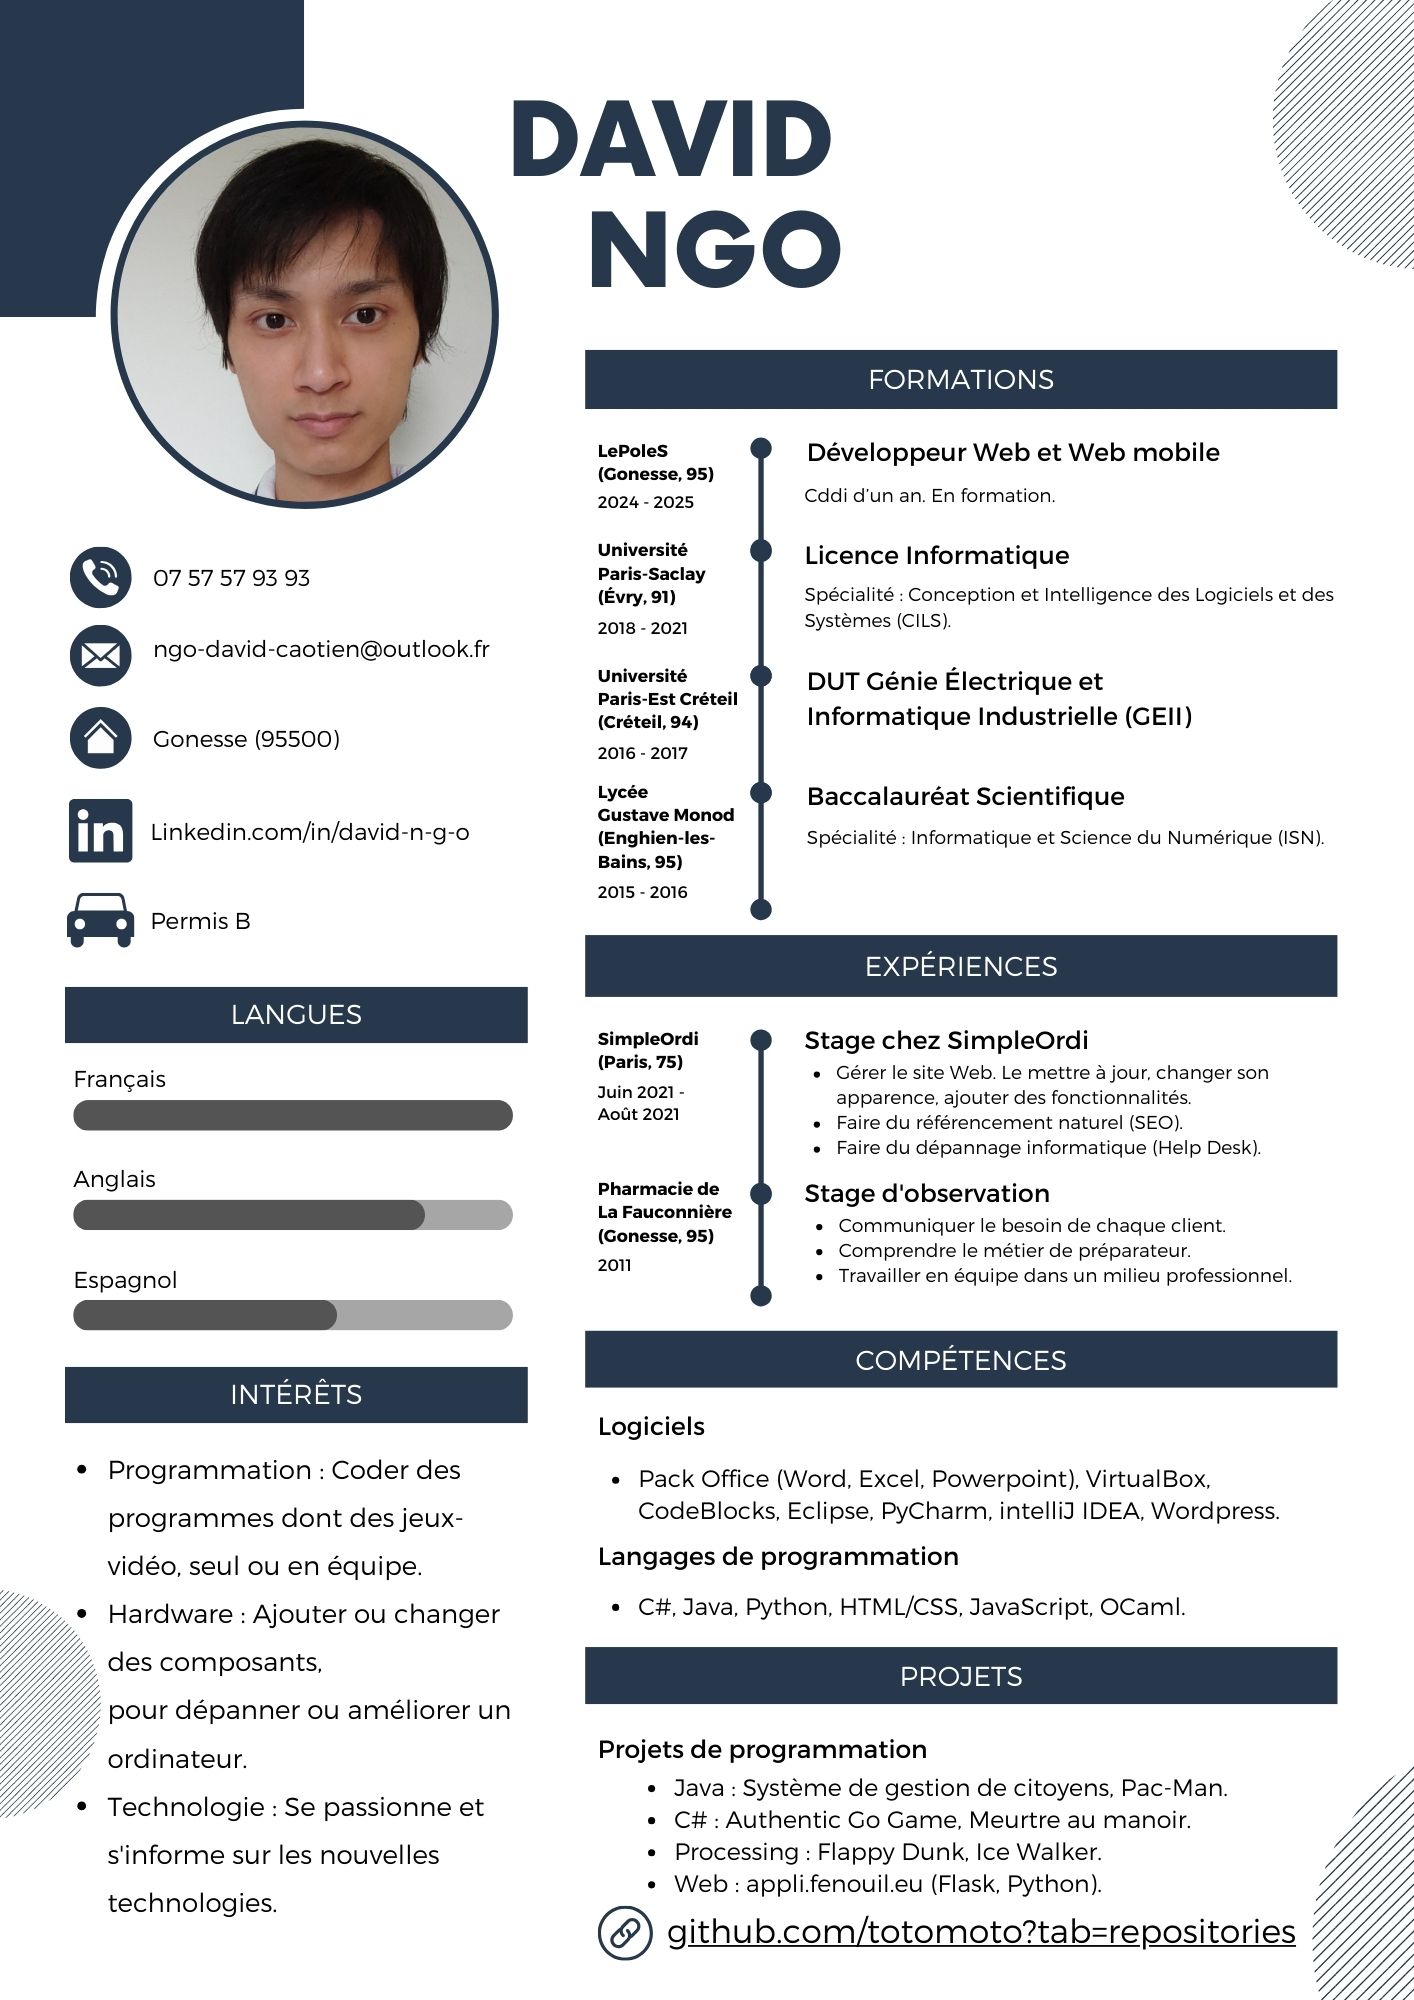 DAVID
NGO
07 57 57 93 93
ngo-david-caotien@outlook.fr
Gonesse (95500)
Linkedin.com/in/david-n-g-o
Permis B
LANGUES
Français
Anglais
Espagnol
INTÉRÊTS
• Programmation : Coder des
programmes dont des jeux-
vidéo, seul ou en équipe.
• Hardware : Ajouter ou changer
des composants,
pour dépanner ou améliorer un
ordinateur.
• Technologie : Se passionne et
s'informe sur les nouvelles
technologies.
FORMATIONS
LePoleS
(Gonesse, 95)
2024 - 2025
Développeur Web et Web mobile
Cddi d’un an. En formation.
Université
Paris-Saclay
(Évry, 91)
2018 - 2021
Licence Informatique
Spécialité : Conception et Intelligence des Logiciels et des
Systèmes (CILS).
Université
Paris-Est Créteil
(Créteil, 94)
2016 - 2017
DUT Génie Électrique et
Informatique Industrielle (GEII)
Lycée
Gustave Monod
(Enghien-les-
Bains, 95)
2015 - 2016
Baccalauréat Scientifique
Spécialité : Informatique et Science du Numérique (ISN).
EXPÉRIENCES
SimpleOrdi
(Paris, 75)
Juin 2021 -
Août 2021
Stage chez SimpleOrdi
• Gérer le site Web. Le mettre à jour, changer son
apparence, ajouter des fonctionnalités.
• Faire du référencement naturel (SEO).
• Faire du dépannage informatique (Help Desk).
Pharmacie de
La Fauconnière
(Gonesse, 95)
2011
Stage d'observation
• Communiquer le besoin de chaque client.
• Comprendre le métier de préparateur.
• Travailler en équipe dans un milieu professionnel.
COMPÉTENCES
Logiciels
• Pack Office (Word, Excel, Powerpoint), VirtualBox,
CodeBlocks, Eclipse, PyCharm, intelliJ IDEA, Wordpress.
Langages de programmation
• C#, Java, Python, HTML/CSS, JavaScript, OCaml.
PROJETS
Projets de programmation
• Java : Système de gestion de citoyens, Pac-Man.
• C# : Authentic Go Game, Meurtre au manoir.
• Processing : Flappy Dunk, Ice Walker.
• Web : appli.fenouil.eu (Flask, Python).
github.com/totomoto?tab=repositories